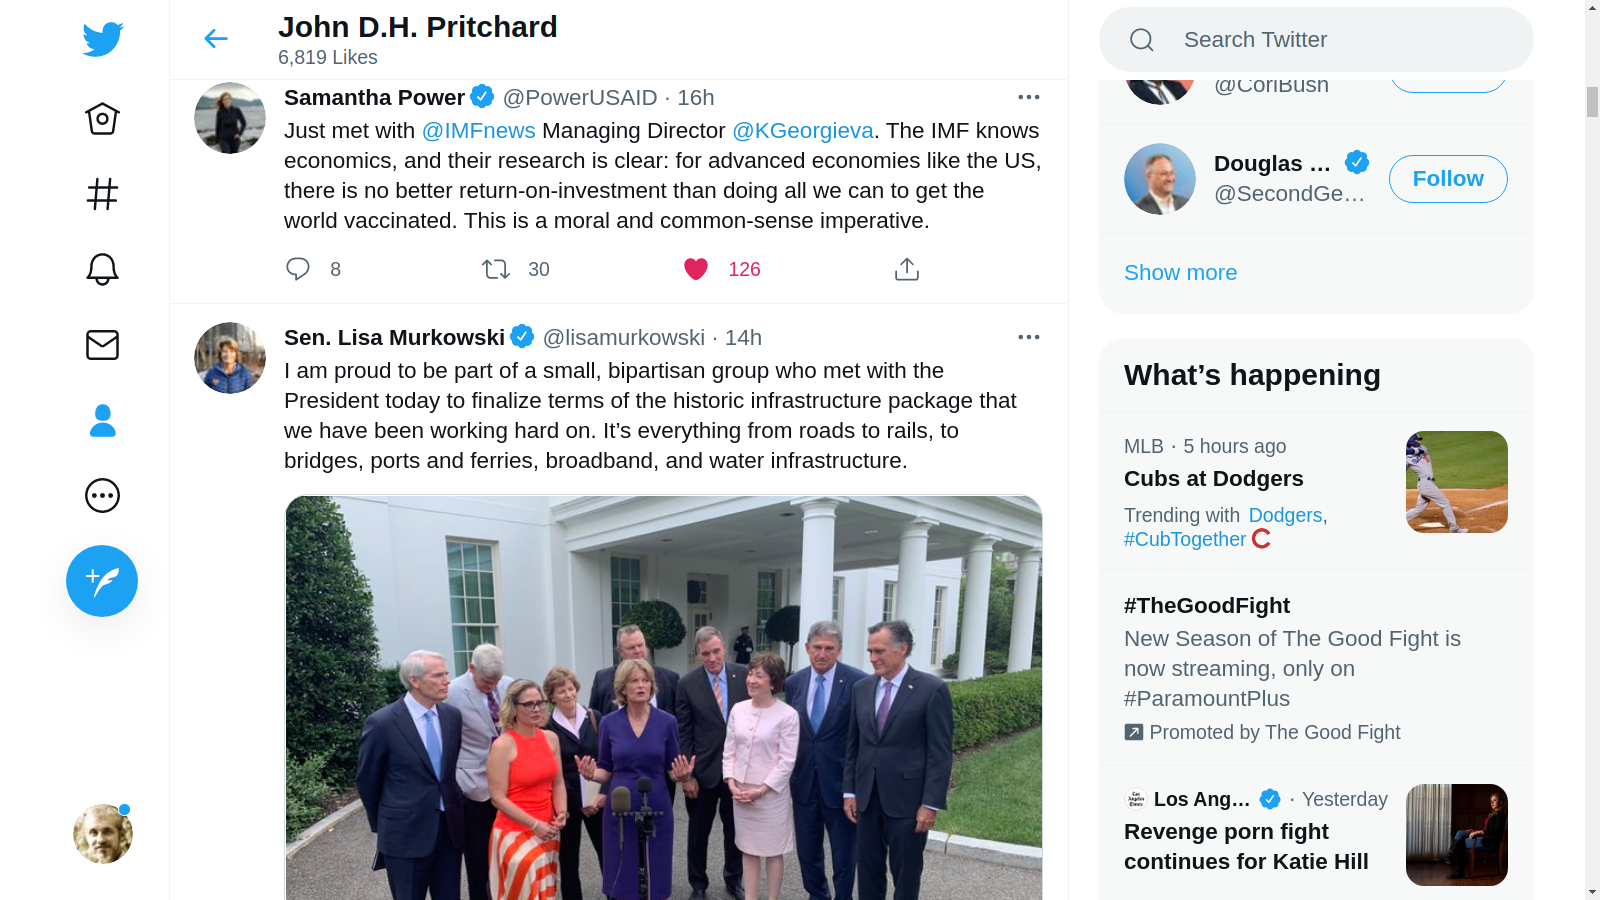 John D.H. Pritchard
6,819 Likes
Samantha Power @PowerUSAID · 16h
Just met with @IMFnews Managing Director @KGeorgieva. The IMF knows
economics, and their research is clear: for advanced economies like the US,
there is no better return-on-investment than doing all we can to get the
world vaccinated. This is a moral and common-sense imperative.
8 30 126
Sen. Lisa Murkowski @lisamurkowski · 14h
I am proud to be part of a small, bipartisan group who met with the
President today to finalize terms of the historic infrastructure package that
we have been working hard on. It’s everything from roads to rails, to
bridges, ports and ferries, broadband, and water infrastructure.
Search Twitter
@CoriBush
Douglas ...
@SecondGe...
Follow
Show more
What’s happening
MLB · 5 hours ago
Cubs at Dodgers
Trending with Dodgers,
#CubTogether
#TheGoodFight
New Season of The Good Fight is
now streaming, only on
#ParamountPlus
Promoted by The Good Fight
Los Angeles Times
Los Ang... · Yesterday
Revenge porn fight
continues for Katie Hill